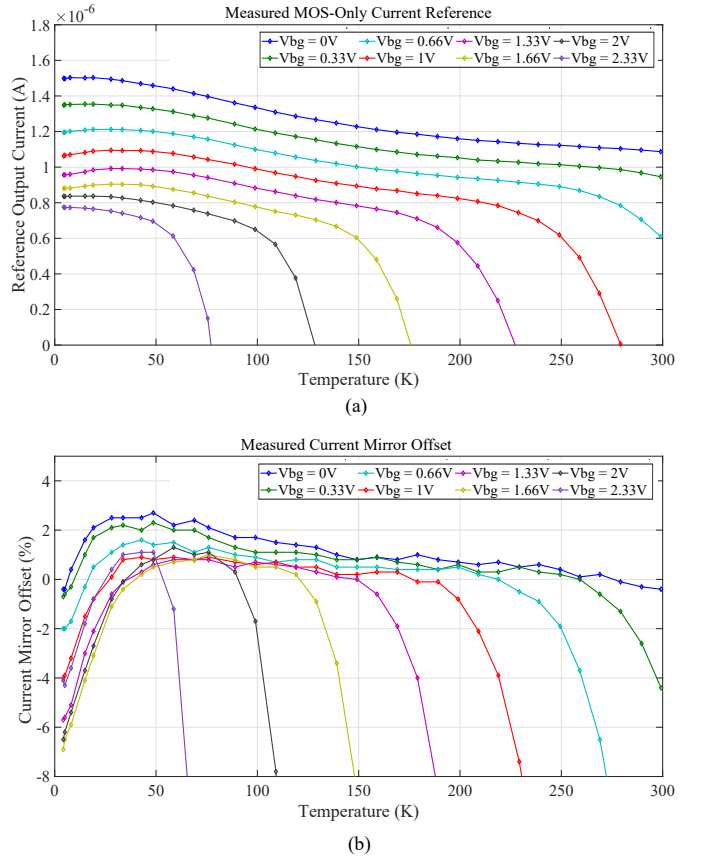 Measured MOS-Only Current Reference
×10^-6
Vbg = 0V Vbg = 0.66V Vbg = 1.33V Vbg = 2V
Vbg = 0.33V Vbg = 1V Vbg = 1.66V Vbg = 2.33V
1.8
1.6
1.4
1.2
1
0.8
0.6
0.4
0.2
0
Reference Output Current (A)
0 50 100 150 200 250 300
Temperature (K)
(a)
Measured Current Mirror Offset
Vbg = 0V Vbg = 0.66V Vbg = 1.33V Vbg = 2V
Vbg = 0.33V Vbg = 1V Vbg = 1.66V Vbg = 2.33V
4
2
0
-2
-4
-6
-8
Current Mirror Offset (%)
0 50 100 150 200 250 300
Temperature (K)
(b)